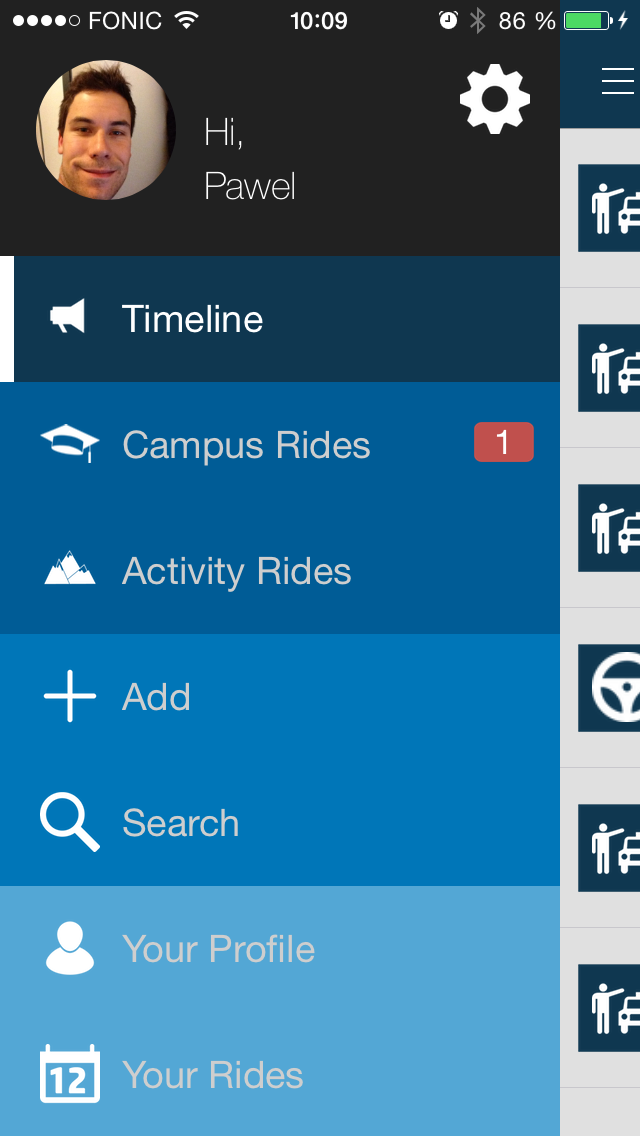 FONIC 10:09 86 %
Hi,
Pawel
Timeline
Campus Rides 1
Activity Rides
Add
Search
Your Profile
12 Your Rides